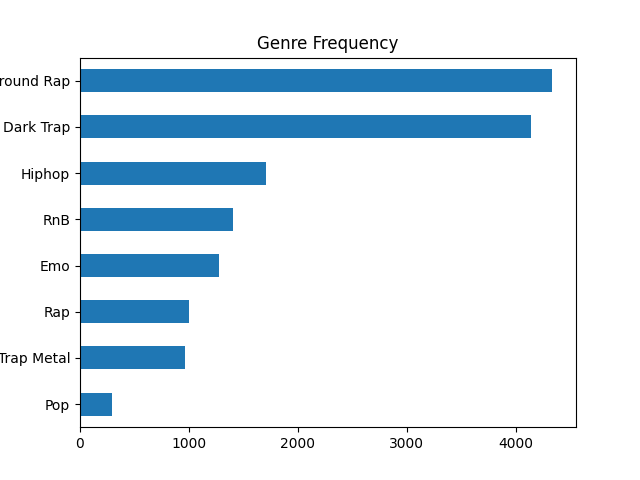 Genre Frequency
round Rap
Dark Trap
Hiphop
RnB
Emo
Rap
Trap Metal
Pop
0 1000 2000 3000 4000